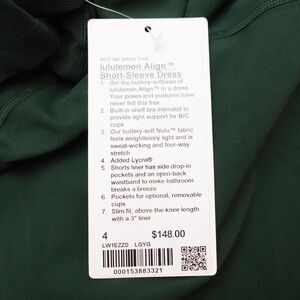 WHY WE MADE THIS
lululemon Align™
Short-Sleeve Dress
1. Get the buttery-softness of
lululemon Align™ in a dress.
Your poses and postures have
never felt this free
2. Built-in shelf bra intended to
provide light support for B/C
cups
3. Our buttery-soft Nulu™ fabric
feels weightlessly light and is
sweat-wicking and four-way
stretch
4. Added Lycra®
5. Shorts liner has side drop-in
pockets and an open-back
waistband to make bathroom
breaks a breeze
6. Pockets for optional, removable
cups
7. Slim fit, above-the-knee length
with a 3" liner
4 $148.00
LW1EZZS LGYG
000153883321